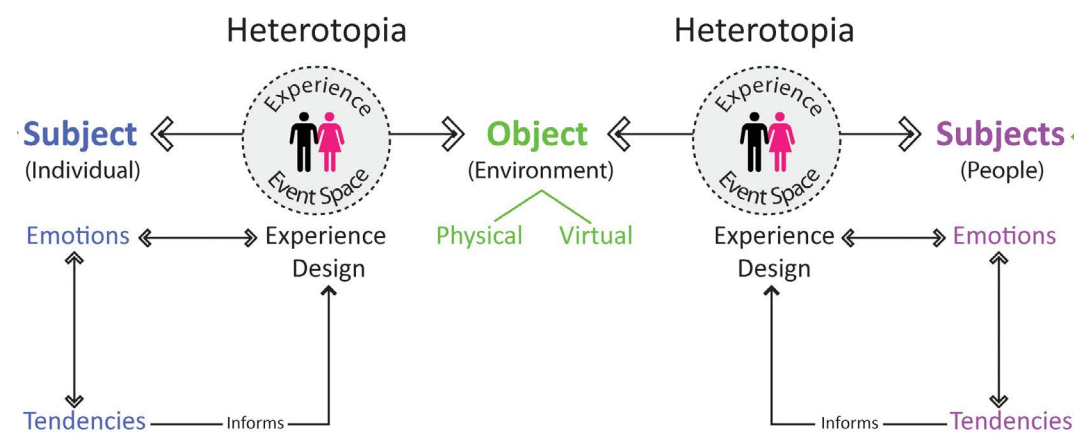 Heterotopia
Heterotopia
Experience
Event Space
Experience
Event Space
Subject
Object
Subjects
(Individual)
(Environment)
(People)
Emotions
Experience
Design
Physical
Virtual
Experience
Design
Emotions
Tendencies
Informs
Informs
Tendencies